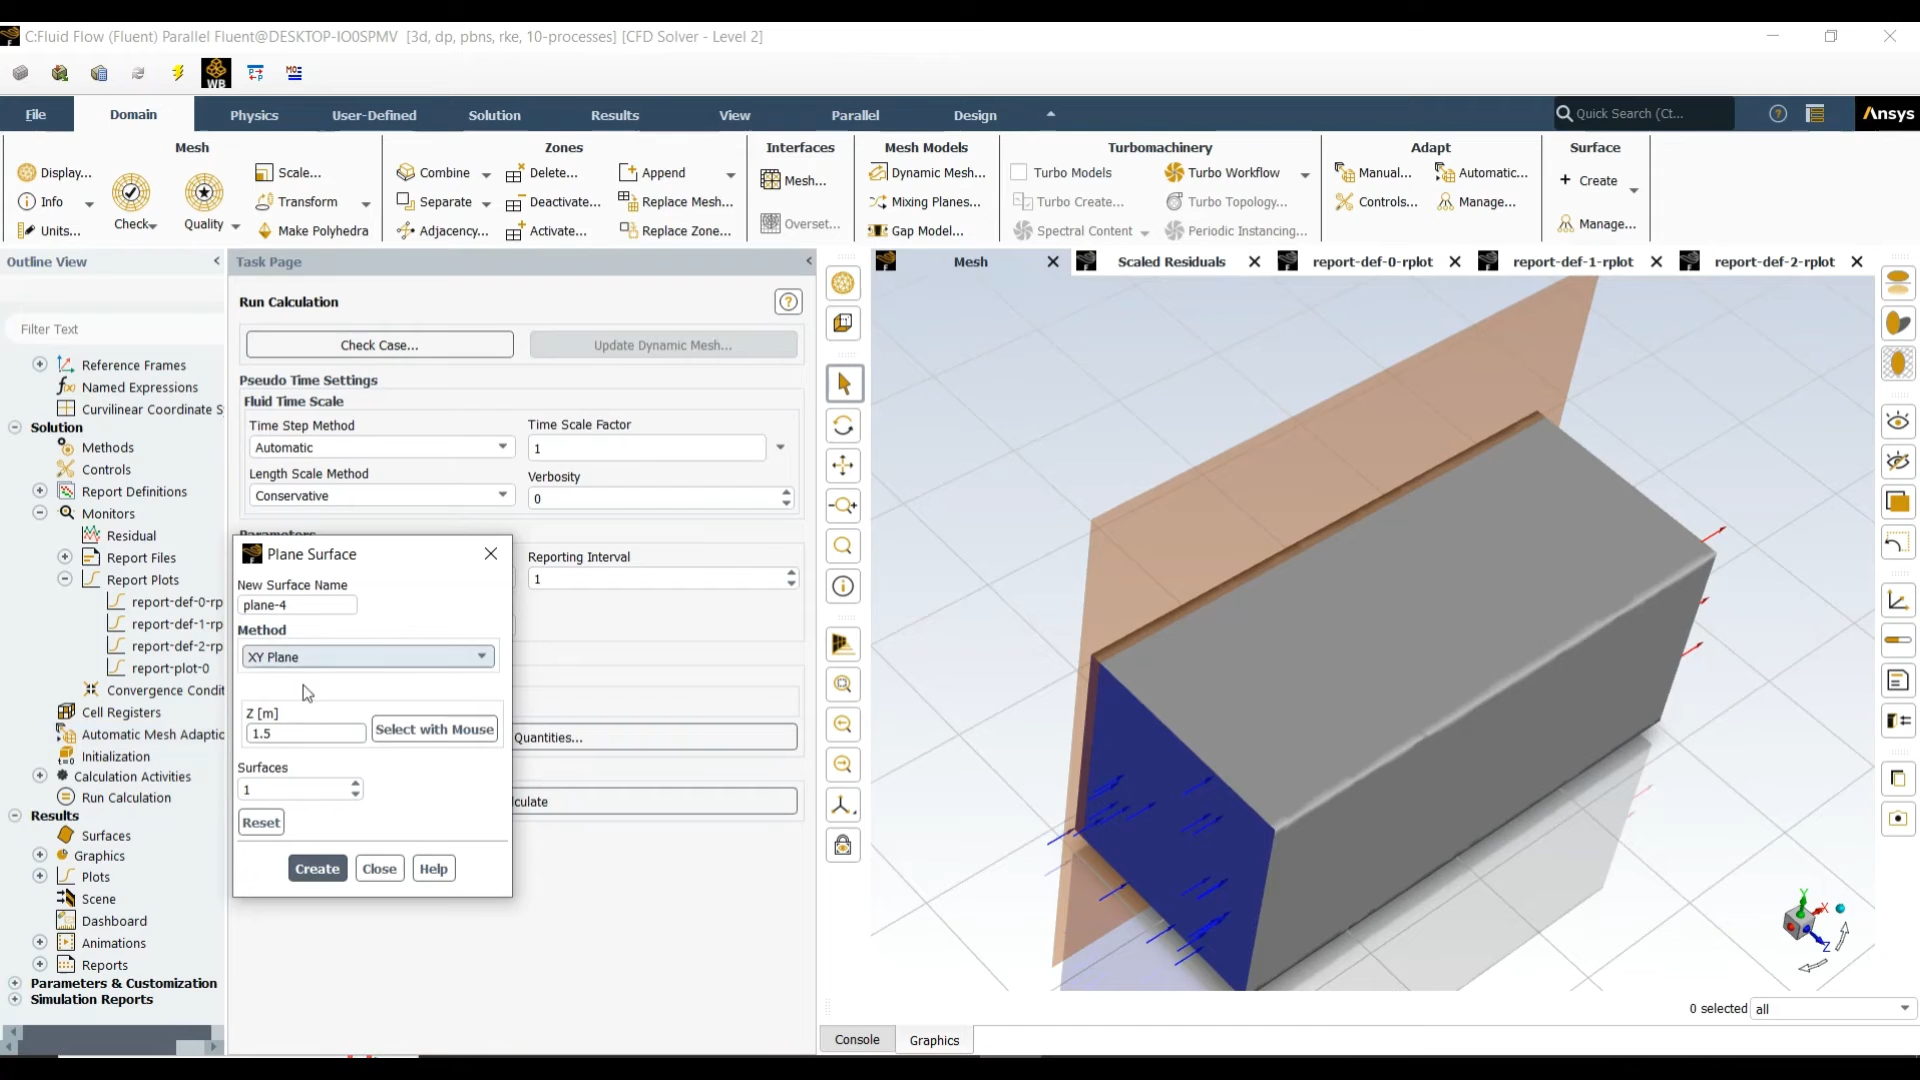 C:Fluid Flow (Fluent) Parallel Fluent@DESKTOP-IO0SPMV [3d, dp, pbns, rke, 10-processes] [CFD Solver - Level 2]
WB
File
Domain
Physics
User-Defined
Solution
Results
View
Parallel
Design
Quick Search (Ct...
Ansys
Mesh
Zones
Interfaces
Mesh Models
Turbomachinery
Adapt
Surface
Display...
Info
Units...
Check
Quality
Scale...
Transform
Make Polyhedra
Combine
Separate
Adjacency...
Delete...
Deactivate...
Activate...
Append
Replace Mesh...
Replace Zone...
Mesh...
Overset...
Dynamic Mesh...
Mixing Planes...
Gap Model...
Turbo Models
Turbo Create...
Spectral Content
Turbo Workflow
Turbo Topology...
Periodic Instancing...
Manual...
Controls...
Automatic...
Manage...
Create
Manage...
Outline View
Filter Text
Reference Frames
Named Expressions
Curvilinear Coordinate S
Solution
Methods
Controls
Report Definitions
Monitors
Residual
Report Files
Report Plots
report-def-0-rp
report-def-1-rp
report-def-2-rp
report-plot-0
Convergence Condit
Cell Registers
Automatic Mesh Adaptic
Initialization
Calculation Activities
Run Calculation
Results
Surfaces
Graphics
Plots
Scene
Dashboard
Animations
Reports
Parameters & Customization
Simulation Reports
Task Page
Run Calculation
Check Case...
Update Dynamic Mesh...
Pseudo Time Settings
Fluid Time Scale
Time Step Method
Time Scale Factor
Automatic
1
Length Scale Method
Verbosity
Conservative
0
Parameters
Reporting Interval
1
Quantities...
lculate
Plane Surface
New Surface Name
plane-4
Method
XY Plane
Z [m]
1.5
Select with Mouse
Surfaces
1
Reset
Create
Close
Help
Mesh
Scaled Residuals
report-def-0-rplot
report-def-1-rplot
report-def-2-rplot
Y
X
Z
0 selected
all
Console
Graphics